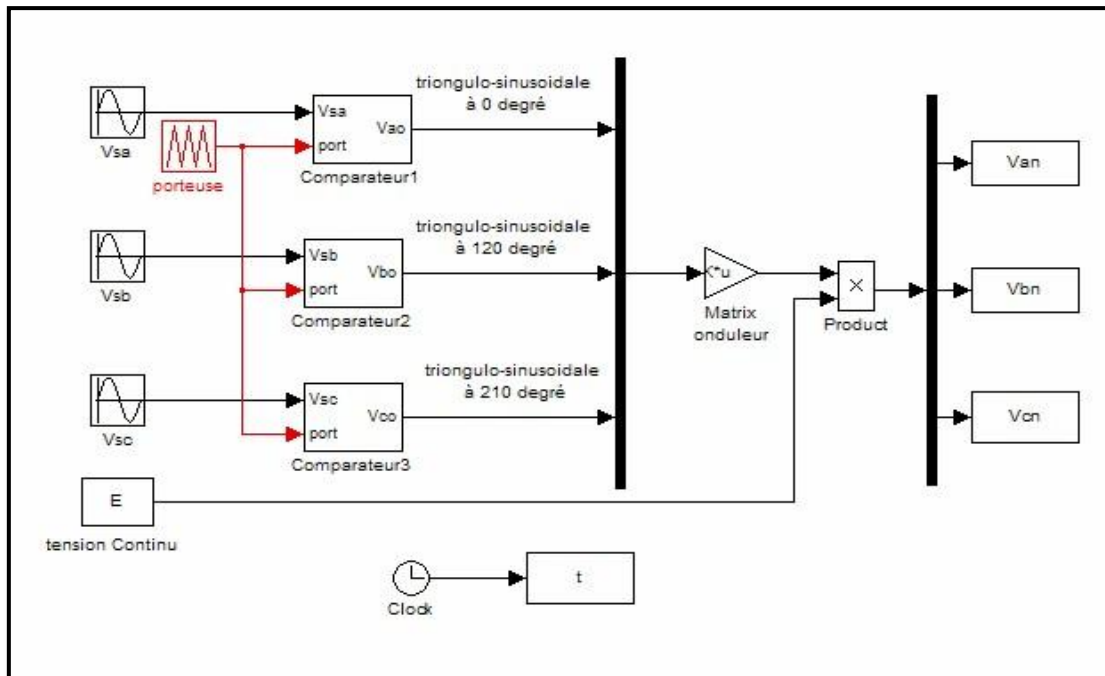 triongulo-sinusoidale
à 0 degré
Vsa
Vsa
port
Vao
Comparateur1
porteuse
triongulo-sinusoidale
à 120 degré
Vsb
Vsb
port
Vbo
Comparateur2
triongulo-sinusoidale
à 210 degré
Vsc
Vsc
port
Vco
Comparateur3
K*u
Matrix
onduleur
×
Product
Van
Vbn
Vcn
E
tension Continu
Clock
t